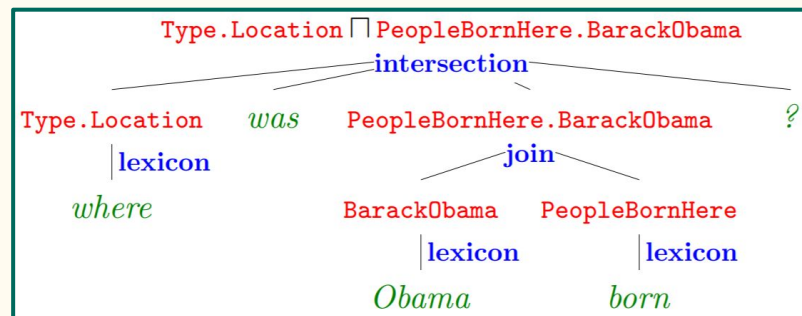 Type.Location ⊓ PeopleBornHere.BarackObama
intersection
Type.Location was PeopleBornHere.BarackObama ?
lexicon join
where BarackObama PeopleBornHere
lexicon lexicon
Obama born